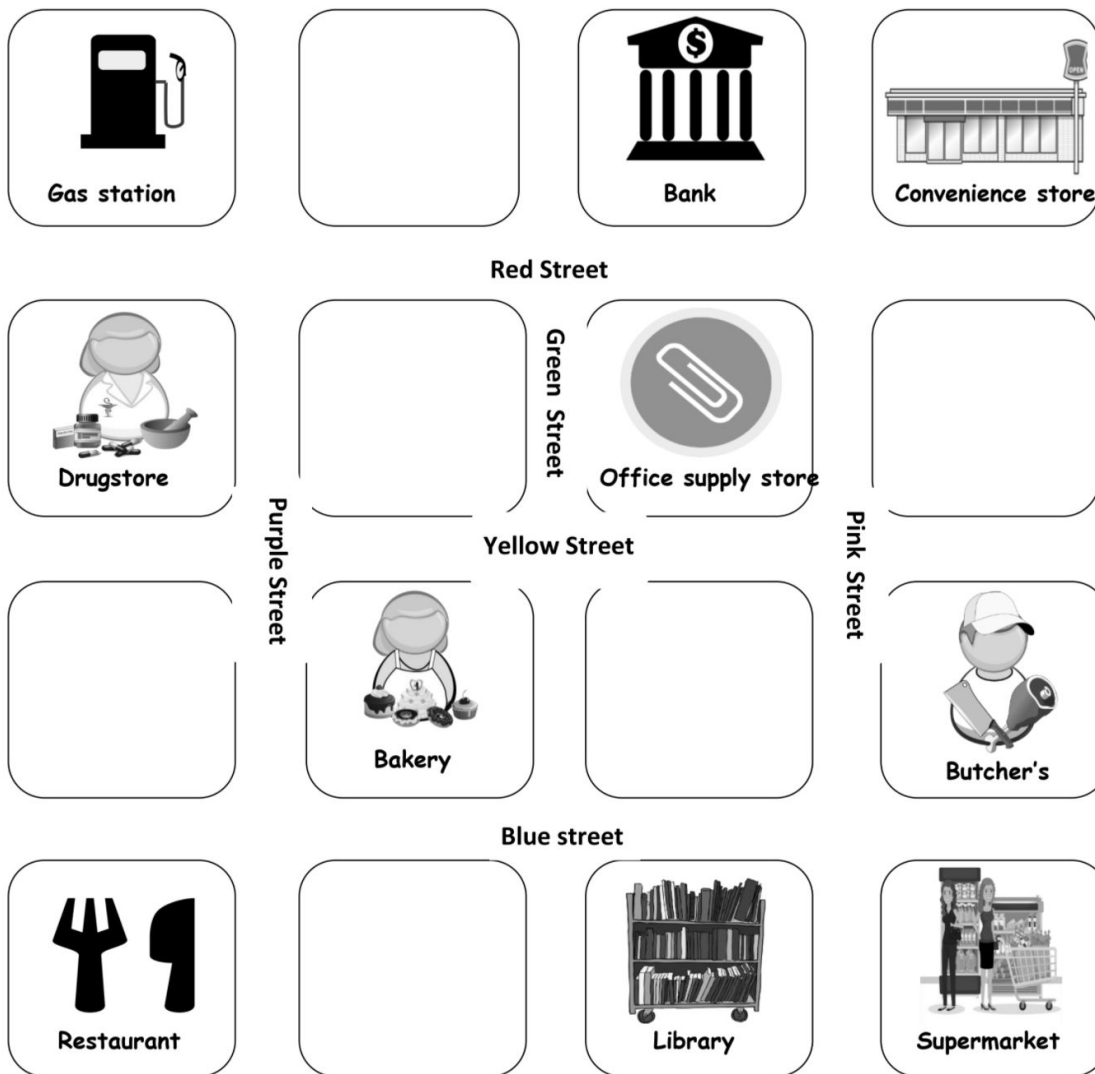 $
OPEN
Gas station
Bank
Convenience store
Red Street
Green Street
Drugstore
Office supply store
Purple Street
Yellow Street
Pink Street
Bakery
Butcher's
Blue street
Restaurant
Library
Supermarket